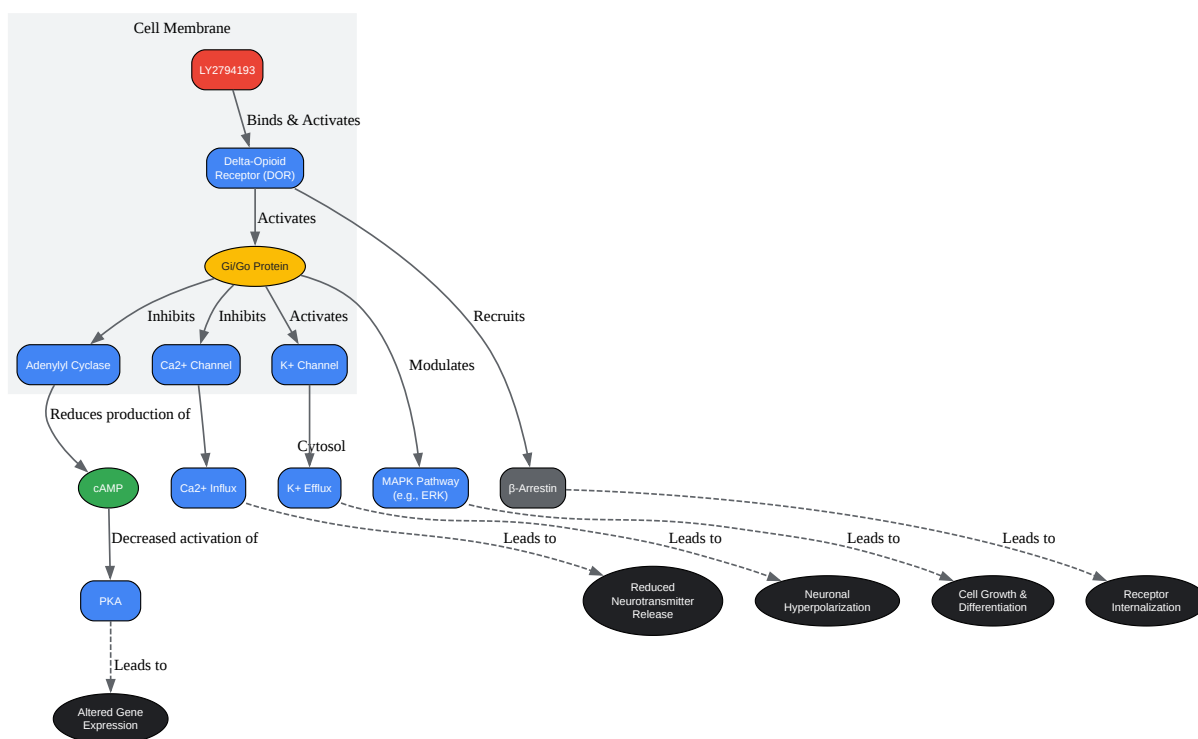 Cell Membrane
LY2794193
Binds & Activates
Delta-Opioid
Receptor (DOR)
Activates
Gi/Go Protein
Inhibits
Inhibits
Activates
Recruits
Adenylyl Cyclase
Ca2+ Channel
K+ Channel
Modulates
Reduces production of
Cytosol
cAMP
Ca2+ Influx
K+ Efflux
MAPK Pathway
(e.g., ERK)
β-Arrestin
Decreased activation of
Leads to
Leads to
Leads to
Leads to
PKA
Reduced
Neurotransmitter
Release
Neuronal
Hyperpolarization
Cell Growth &
Differentiation
Receptor
Internalization
Leads to
Altered Gene
Expression